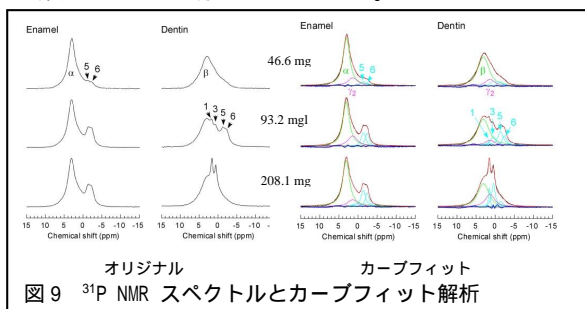 Enamel
Dentin
Enamel
Dentin
5
6
α
β
46.6 mg
5
6
α
γ2
β
γ2
1
3
5
6
93.2 mgl
1
3
5
6
208.1 mg
15 10 5 0 -5 -10 -15
15 10 5 0 -5 -10
15 10 5 0 -5 -10 -15
15 10 5 0 -5 -10 -15
Chemical shift (ppm)
Chemical shift (ppm)
Chemical shift (ppm)
Chemical shift (ppm)
オリジナル
カーブフィット
図9 ³¹P NMR スペクトルとカーブフィット解析